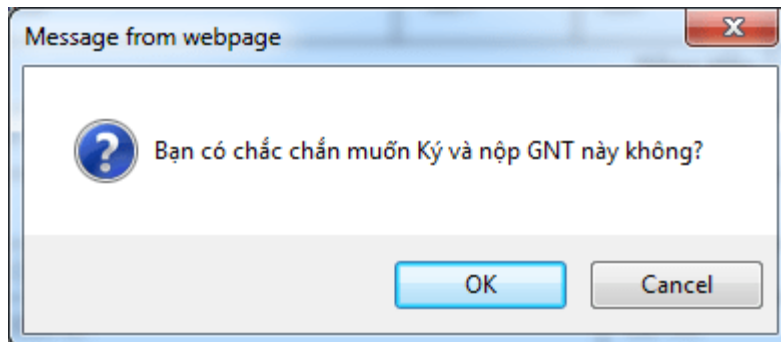 Message from webpage
Bạn có chắc chắn muốn Ký và nộp GNT này không?
OK
Cancel